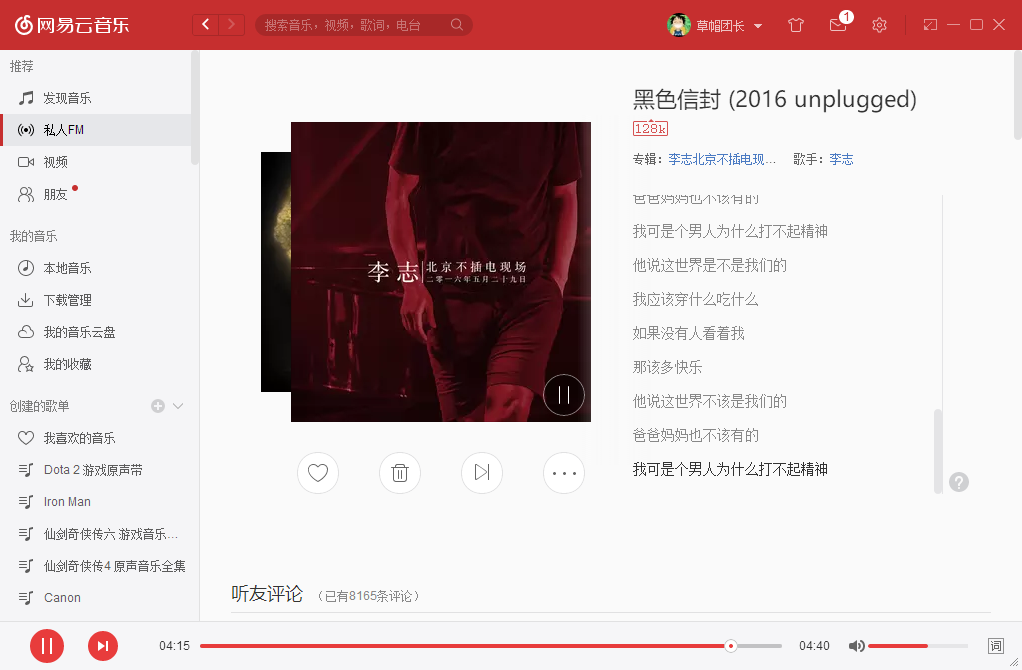 网易云音乐
搜索音乐，视频，歌词，电台
草帽团长
1
推荐
发现音乐
私人FM
视频
朋友
我的音乐
本地音乐
下载管理
我的音乐云盘
我的收藏
创建的歌单
我喜欢的音乐
Dota 2 游戏原声带
Iron Man
仙剑奇侠传六 游戏音乐...
仙剑奇侠传4 原声音乐全集
Canon
李志 北京不插电现场
二零一六年五月二十九日
黑色信封 (2016 unplugged)
128k
专辑：李志北京不插电现... 歌手：李志
爸爸妈妈也不该有的
我可是个男人为什么打不起精神
他说这世界是不是我们的
我应该穿什么吃什么
如果没有人看着我
那该多快乐
他说这世界不该是我们的
爸爸妈妈也不该有的
我可是个男人为什么打不起精神
?
听友评论 （已有8165条评论）
04:15 04:40 词